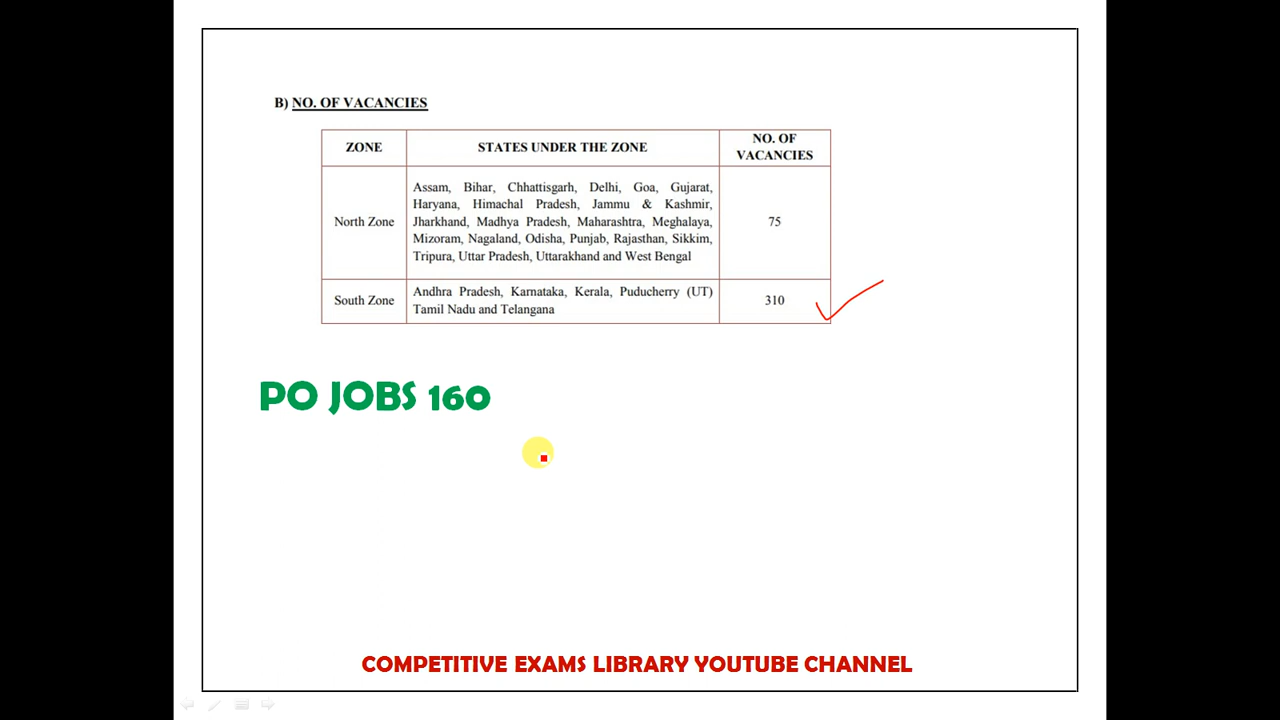 B) NO. OF VACANCIES
ZONE STATES UNDER THE ZONE NO. OF VACANCIES
North Zone
Assam, Bihar, Chhattisgarh, Delhi, Goa, Gujarat,
Haryana, Himachal Pradesh, Jammu & Kashmir,
Jharkhand, Madhya Pradesh, Maharashtra, Meghalaya,
Mizoram, Nagaland, Odisha, Punjab, Rajasthan, Sikkim,
Tripura, Uttar Pradesh, Uttarakhand and West Bengal
75
South Zone
Andhra Pradesh, Karnataka, Kerala, Puducherry (UT)
Tamil Nadu and Telangana
310
PO JOBS 160
COMPETITIVE EXAMS LIBRARY YOUTUBE CHANNEL